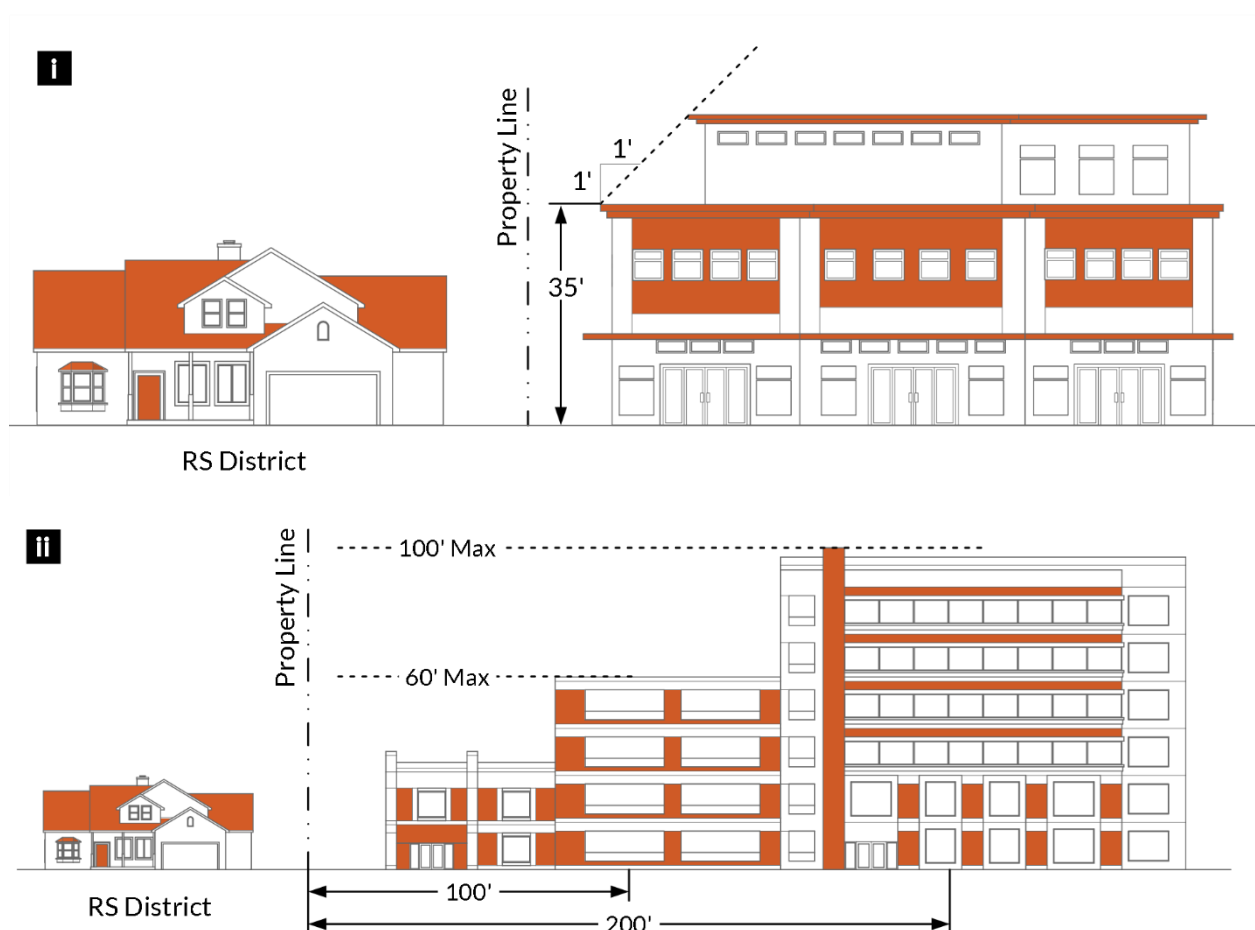 i
Property Line
1'
1'
35'
RS District
ii
Property Line
100' Max
60' Max
RS District
100'
200'